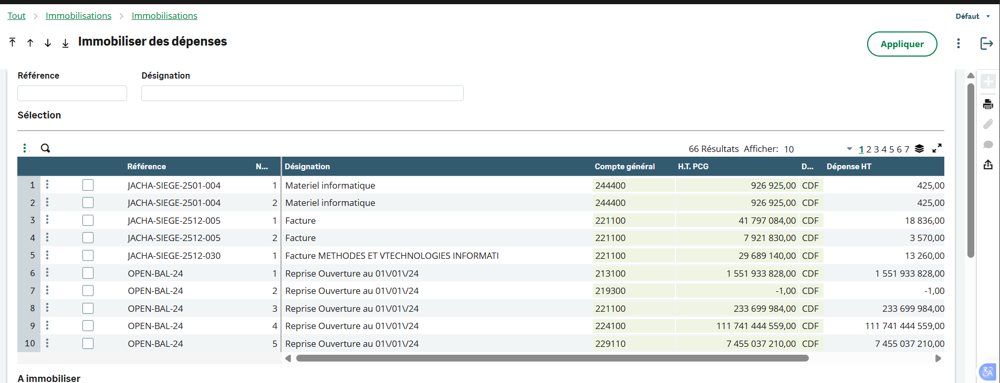 Tout > Immobilisations > Immobilisations
Défaut
Immobiliser des dépenses
Appliquer
Référence Désignation
Sélection
66 Résultats Afficher: 10 1 2 3 4 5 6 7
Référence N... Désignation Compte général H.T. PCG D... Dépense HT
1 JACHA-SIEGE-2501-004 1 Materiel informatique 244400 926 925,00 CDF 425,00
2 JACHA-SIEGE-2501-004 2 Materiel informatique 244400 926 925,00 CDF 425,00
3 JACHA-SIEGE-2512-005 1 Facture 221100 41 797 084,00 CDF 18 836,00
4 JACHA-SIEGE-2512-005 2 Facture 221100 7 921 830,00 CDF 3 570,00
5 JACHA-SIEGE-2512-030 1 Facture METHODES ET VTECHNOLOGIES INFORMATI 221100 29 689 140,00 CDF 13 260,00
6 OPEN-BAL-24 1 Reprise Ouverture au 01\/01\/24 213100 1 551 933 828,00 CDF 1 551 933 828,00
7 OPEN-BAL-24 2 Reprise Ouverture au 01\/01\/24 219300 -1,00 CDF -1,00
8 OPEN-BAL-24 3 Reprise Ouverture au 01\/01\/24 221100 233 699 984,00 CDF 233 699 984,00
9 OPEN-BAL-24 4 Reprise Ouverture au 01\/01\/24 224100 111 741 444 559,00 CDF 111 741 444 559,00
10 OPEN-BAL-24 5 Reprise Ouverture au 01\/01\/24 229110 7 455 037 210,00 CDF 7 455 037 210,00
A immobiliser